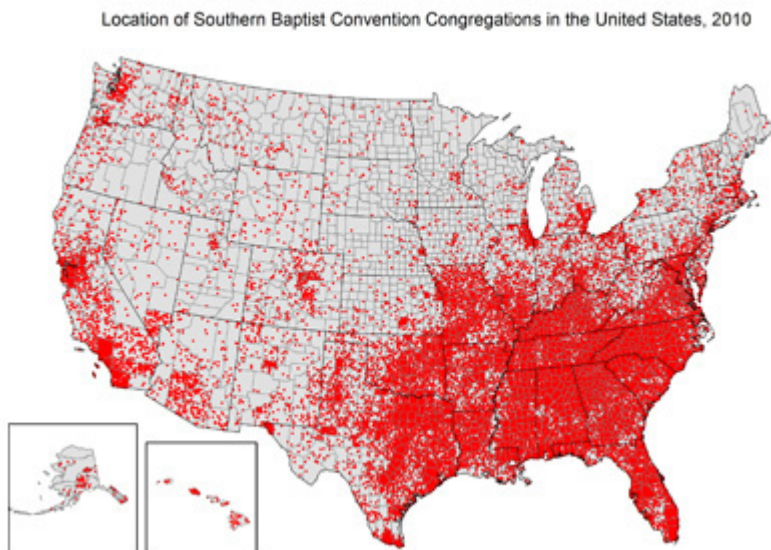 Location of Southern Baptist Convention Congregations in the United States, 2010